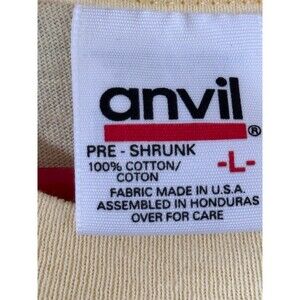 anvil®
PRE - SHRUNK
100% COTTON/
COTON
-L-
FABRIC MADE IN U.S.A.
ASSEMBLED IN HONDURAS
OVER FOR CARE